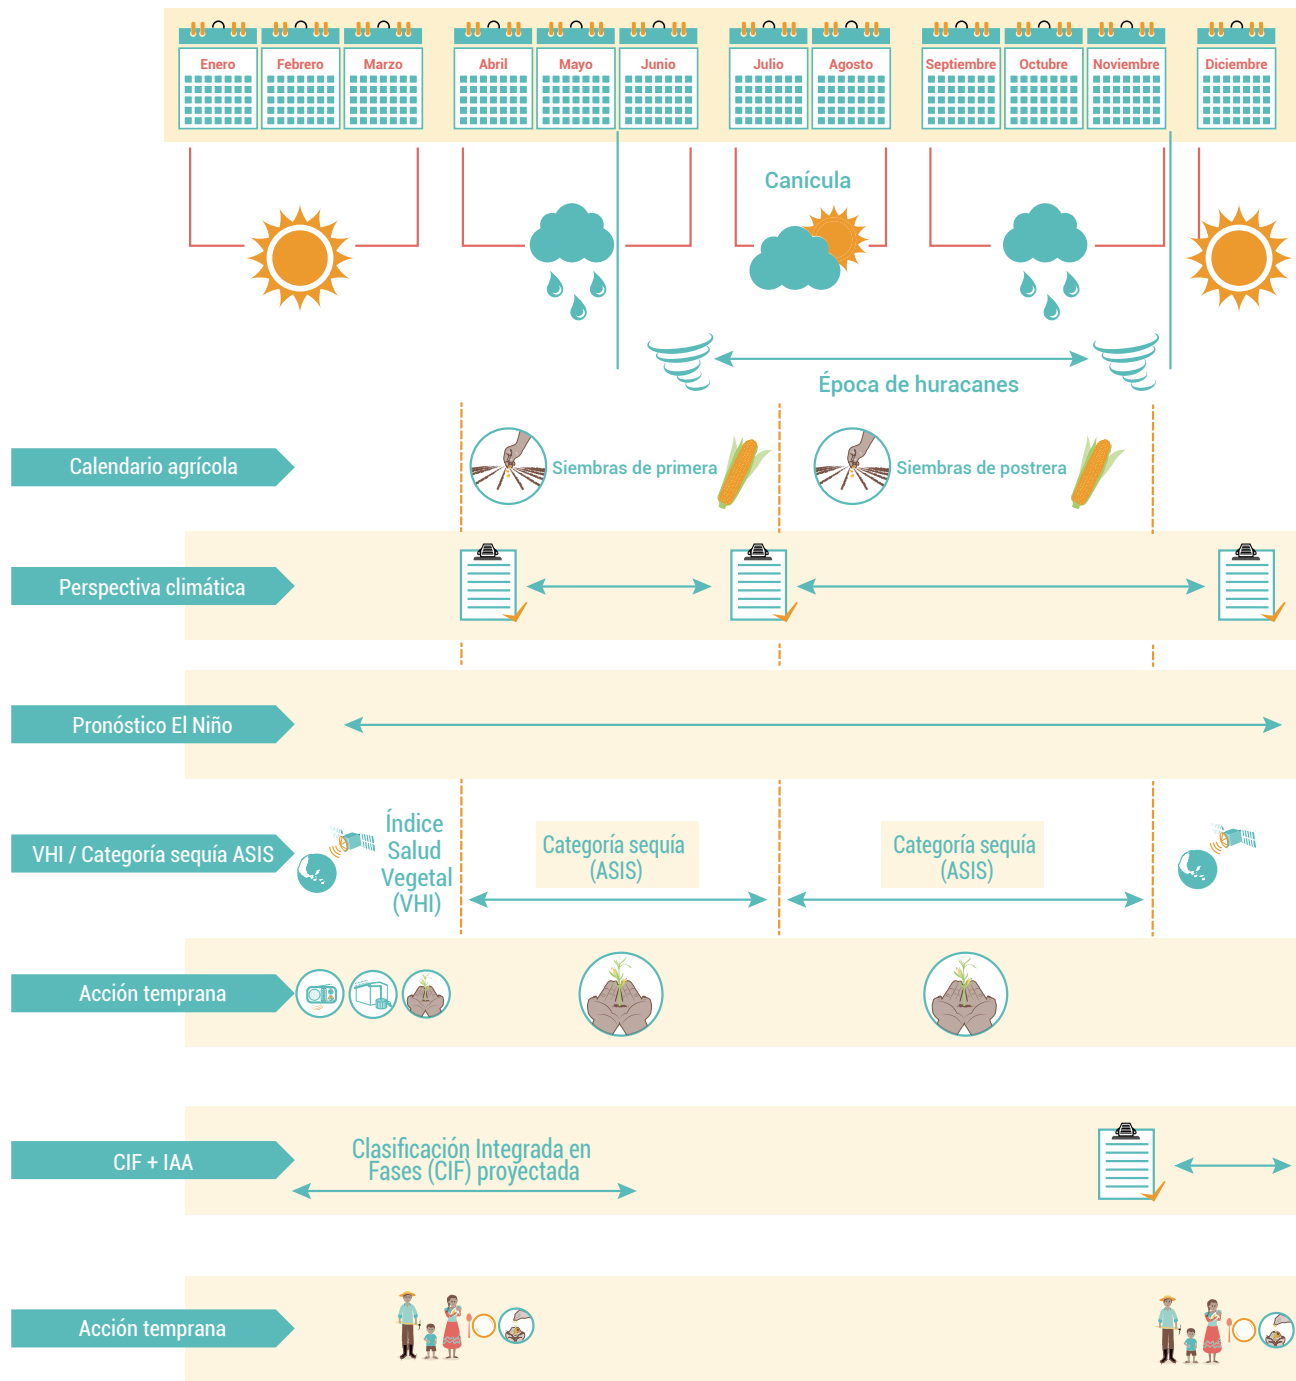 Enero
Febrero
Marzo
Abril
Mayo
Junio
Julio
Agosto
Septiembre
Octubre
Noviembre
Diciembre
Canícula
Época de huracanes
Calendario agrícola
Siembras de primera
Siembras de postrera
Perspectiva climática
Pronóstico El Niño
VHI / Categoría sequía ASIS
Índice
Salud
Vegetal
(VHI)
Categoría sequía
(ASIS)
Categoría sequía
(ASIS)
Acción temprana
CIF + IAA
Clasificación Integrada en
Fases (CIF) proyectada
Acción temprana